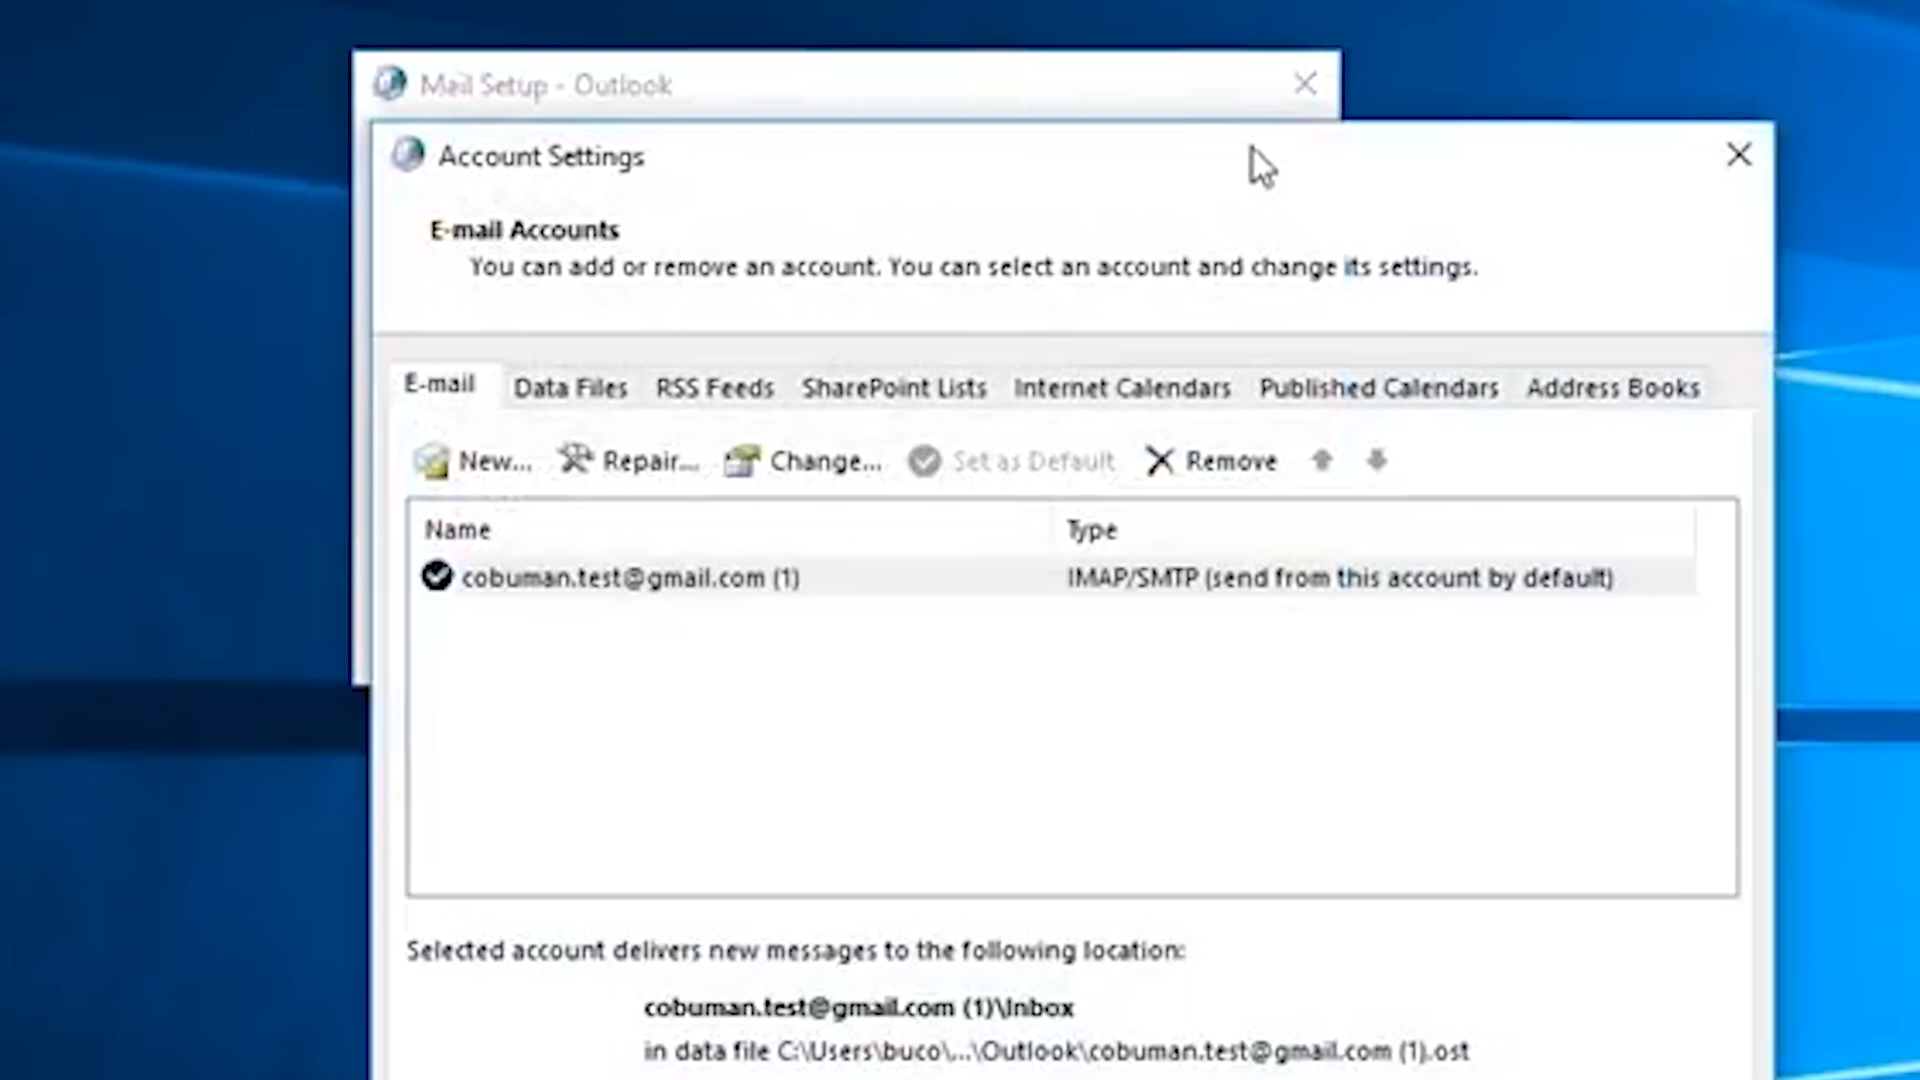 Mail Setup - Outlook
Account Settings
E-mail Accounts
You can add or remove an account. You can select an account and change its settings.
E-mail Data Files RSS Feeds SharePoint Lists Internet Calendars Published Calendars Address Books
New... Repair... Change... Set as Default Remove
Name Type
cobuman.test@gmail.com (1) IMAP/SMTP (send from this account by default)
Selected account delivers new messages to the following location:
cobuman.test@gmail.com (1)\Inbox
in data file C:\Users\buco\...\Outlook\cobuman.test@gmail.com (1).ost